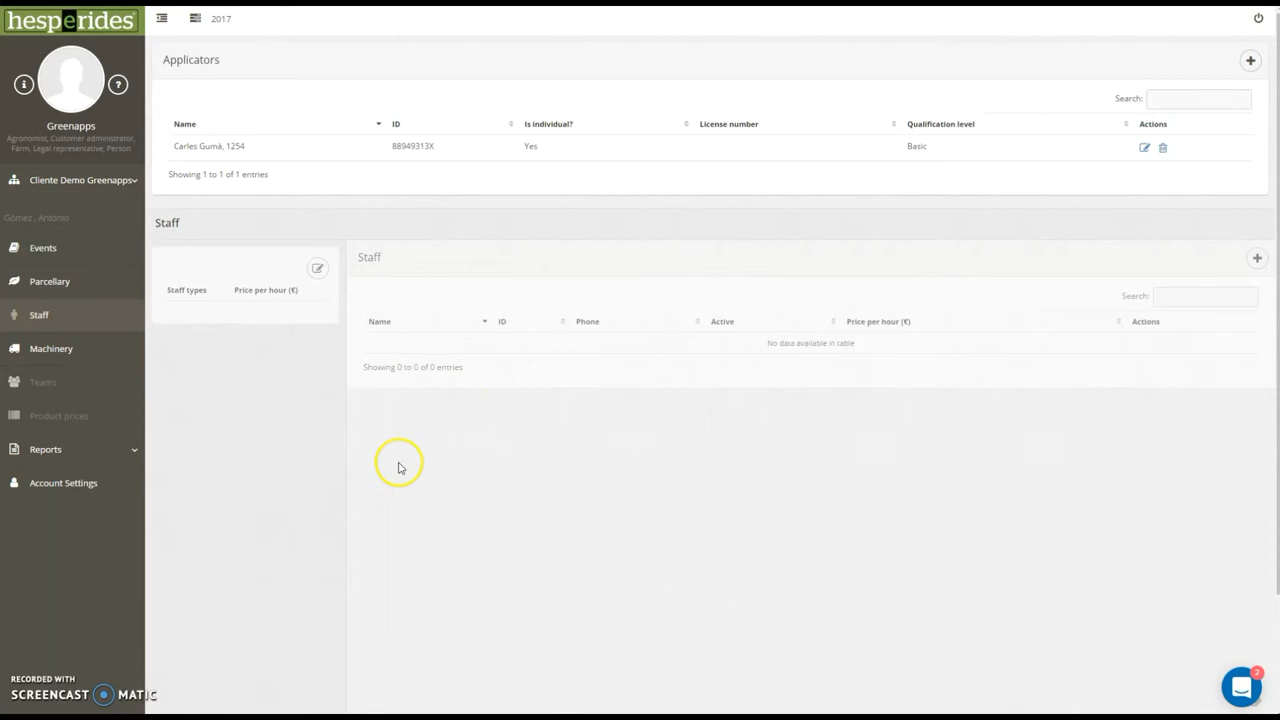 hesperides
2017
i
?
Greenapps
Agronomist, Customer administrator,
Farm, Legal representative, Person
Cliente Demo Greenapps
Gómez , Antonio
Events
Parcellary
Staff
Machinery
Teams
Product prices
Reports
Account Settings
RECORDED WITH
SCREENCAST MATIC
Applicators
Search:
Name ID Is individual? License number Qualification level Actions
Carles Gumà, 1254 88949313X Yes Basic
Showing 1 to 1 of 1 entries
Staff
Staff types Price per hour (€)
Staff
Search:
Name ID Phone Active Price per hour (€) Actions
No data available in table
Showing 0 to 0 of 0 entries
2